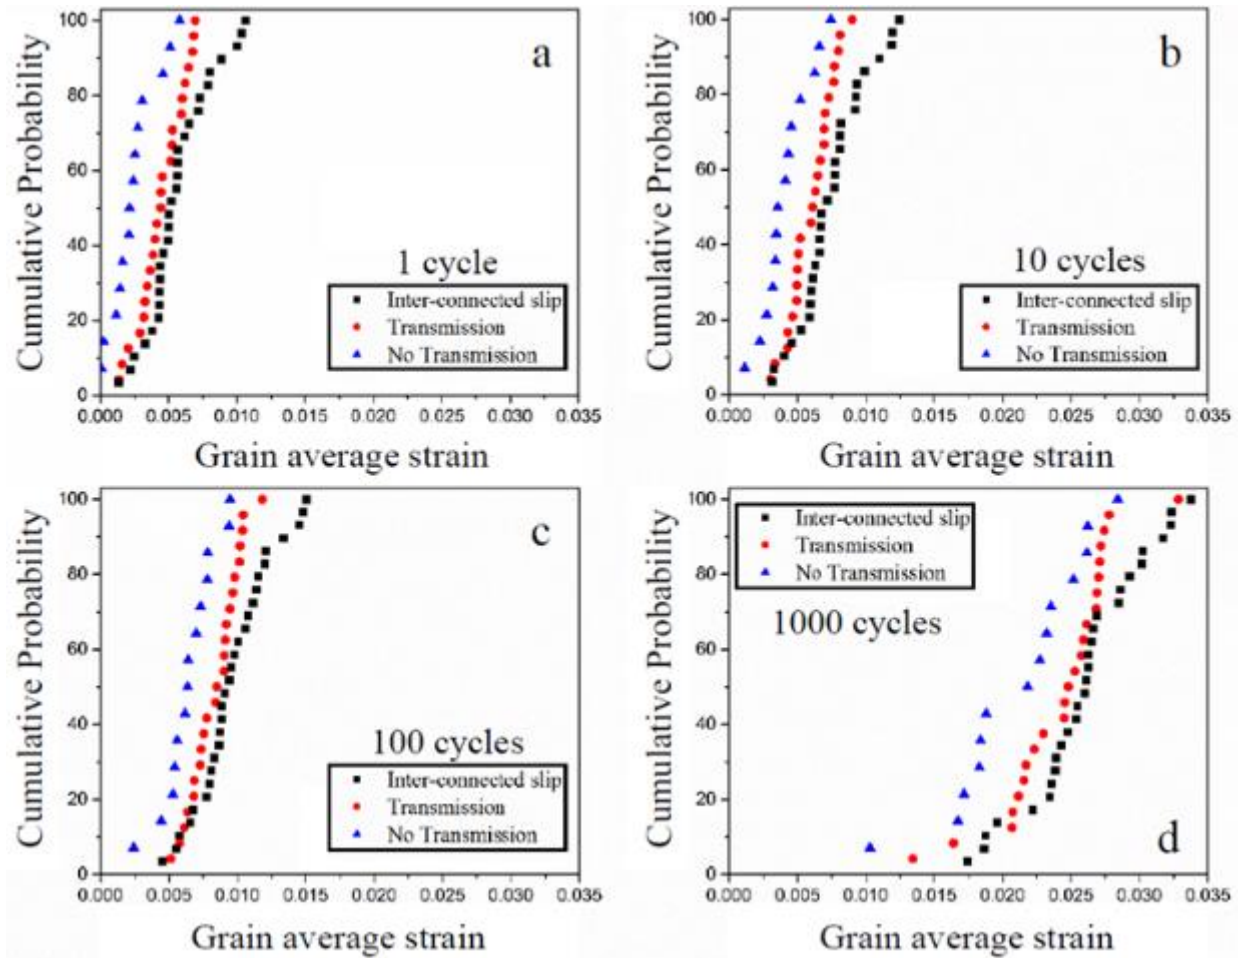 100
80
60
40
20
0
Cumulative Probability
a
1 cycle
Inter-connected slip
Transmission
No Transmission
0.000 0.005 0.010 0.015 0.020 0.025 0.030 0.035
Grain average strain
100
80
60
40
20
0
Cumulative Probability
b
10 cycles
Inter-connected slip
Transmission
No Transmission
0.000 0.005 0.010 0.015 0.020 0.025 0.030 0.035
Grain average strain
100
80
60
40
20
0
Cumulative Probability
c
100 cycles
Inter-connected slip
Transmission
No Transmission
0.000 0.005 0.010 0.015 0.020 0.025 0.030 0.035
Grain average strain
100
80
60
40
20
0
Cumulative Probability
Inter-connected slip
Transmission
No Transmission
1000 cycles
d
0.000 0.005 0.010 0.015 0.020 0.025 0.030 0.035
Grain average strain